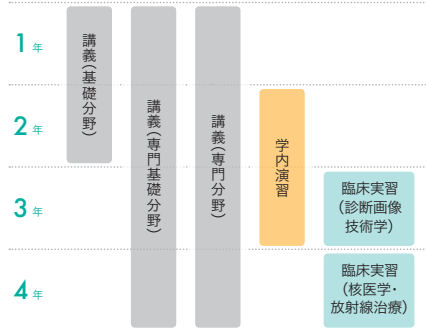 1年
2年
3年
4年
講義(基礎分野)
講義(専門基礎分野)
講義(専門分野)
学内演習
臨床実習
(診断画像
技術学)
臨床実習
(核医学・
放射線治療)